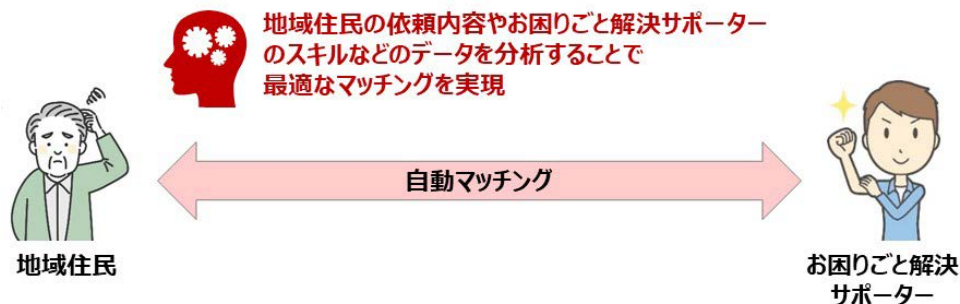 地域住民の依頼内容やお困りごと解決サポーター
のスキルなどのデータを分析することで
最適なマッチングを実現
自動マッチング
地域住民
お困りごと解決
サポーター